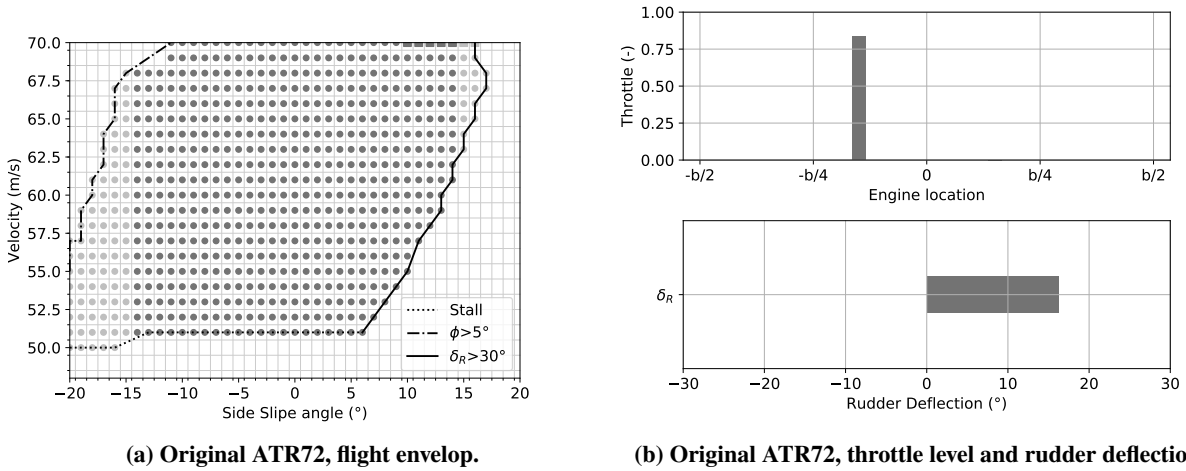 70.0
67.5
65.0
62.5
60.0
57.5
55.0
52.5
50.0
Velocity (m/s)
−20 −15 −10 −5 0 5 10 15 20
Side Slipe angle (°)
Stall
ϕ>5°
δR>30°
(a) Original ATR72, flight envelop.
1.00
0.75
0.50
0.25
0.00
Throttle (-)
-b/2 -b/4 0 b/4 b/2
Engine location
δR
−30 −20 −10 0 10 20 30
Rudder Deflection (°)
(b) Original ATR72, throttle level and rudder deflectio